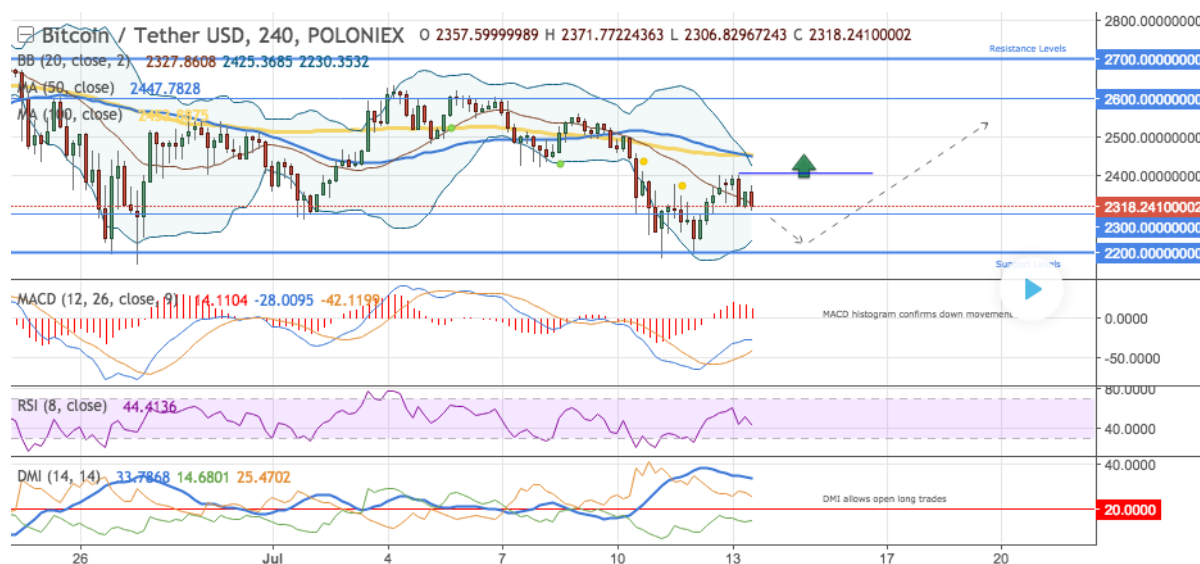 2800.00000000
Bitcoin / Tether USD, 240, POLONIEX O 2357.59999989 H 2371.77224363 L 2306.82967243 C 2318.24100002
Resistance Levels
BB (20, close, 2) 2327.8608 2425.3685 2230.3532
2700.00000000
MA (50, close) 2447.7828
2600.00000000
MA (100, close)
2500.00000000
2400.00000000
2318.24100002
2300.00000000
2200.00000000
Support Levels
MACD (12, 26, close, 9) 14.1104 -28.0095 -42.1199
MACD histogram confirms down movement
0.0000
-50.0000
80.0000
RSI (8, close) 44.4136
40.0000
DMI (14, 14) 33.7868 14.6801 25.4702
40.0000
DMI allows open long trades
20.0000
26 Jul 4 7 10 13 17 20